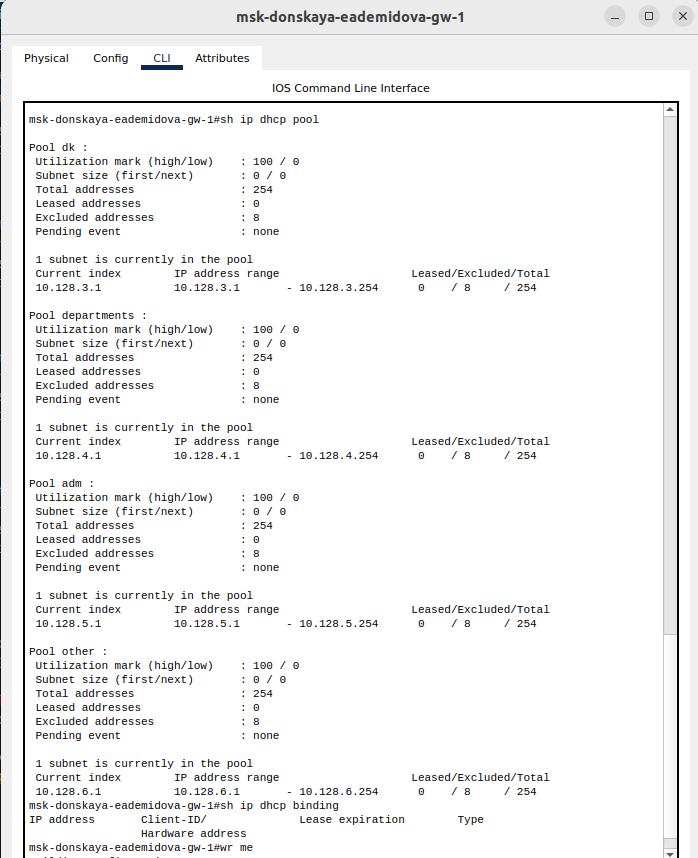 msk-donskaya-eademidova-gw-1
Physical Config CLI Attributes
IOS Command Line Interface
msk-donskaya-eademidova-gw-1#sh ip dhcp pool
Pool dk :
Utilization mark (high/low) : 100 / 0
Subnet size (first/next) : 0 / 0
Total addresses : 254
Leased addresses : 0
Excluded addresses : 8
Pending event : none
1 subnet is currently in the pool
Current index IP address range Leased/Excluded/Total
10.128.3.1 10.128.3.1 - 10.128.3.254 0 / 8 / 254
Pool departments :
Utilization mark (high/low) : 100 / 0
Subnet size (first/next) : 0 / 0
Total addresses : 254
Leased addresses : 0
Excluded addresses : 8
Pending event : none
1 subnet is currently in the pool
Current index IP address range Leased/Excluded/Total
10.128.4.1 10.128.4.1 - 10.128.4.254 0 / 8 / 254
Pool adm :
Utilization mark (high/low) : 100 / 0
Subnet size (first/next) : 0 / 0
Total addresses : 254
Leased addresses : 0
Excluded addresses : 8
Pending event : none
1 subnet is currently in the pool
Current index IP address range Leased/Excluded/Total
10.128.5.1 10.128.5.1 - 10.128.5.254 0 / 8 / 254
Pool other :
Utilization mark (high/low) : 100 / 0
Subnet size (first/next) : 0 / 0
Total addresses : 254
Leased addresses : 0
Excluded addresses : 8
Pending event : none
1 subnet is currently in the pool
Current index IP address range Leased/Excluded/Total
10.128.6.1 10.128.6.1 - 10.128.6.254 0 / 8 / 254
msk-donskaya-eademidova-gw-1#sh ip dhcp binding
IP address Client-ID/ Lease expiration Type
Hardware address
msk-donskaya-eademidova-gw-1#wr me